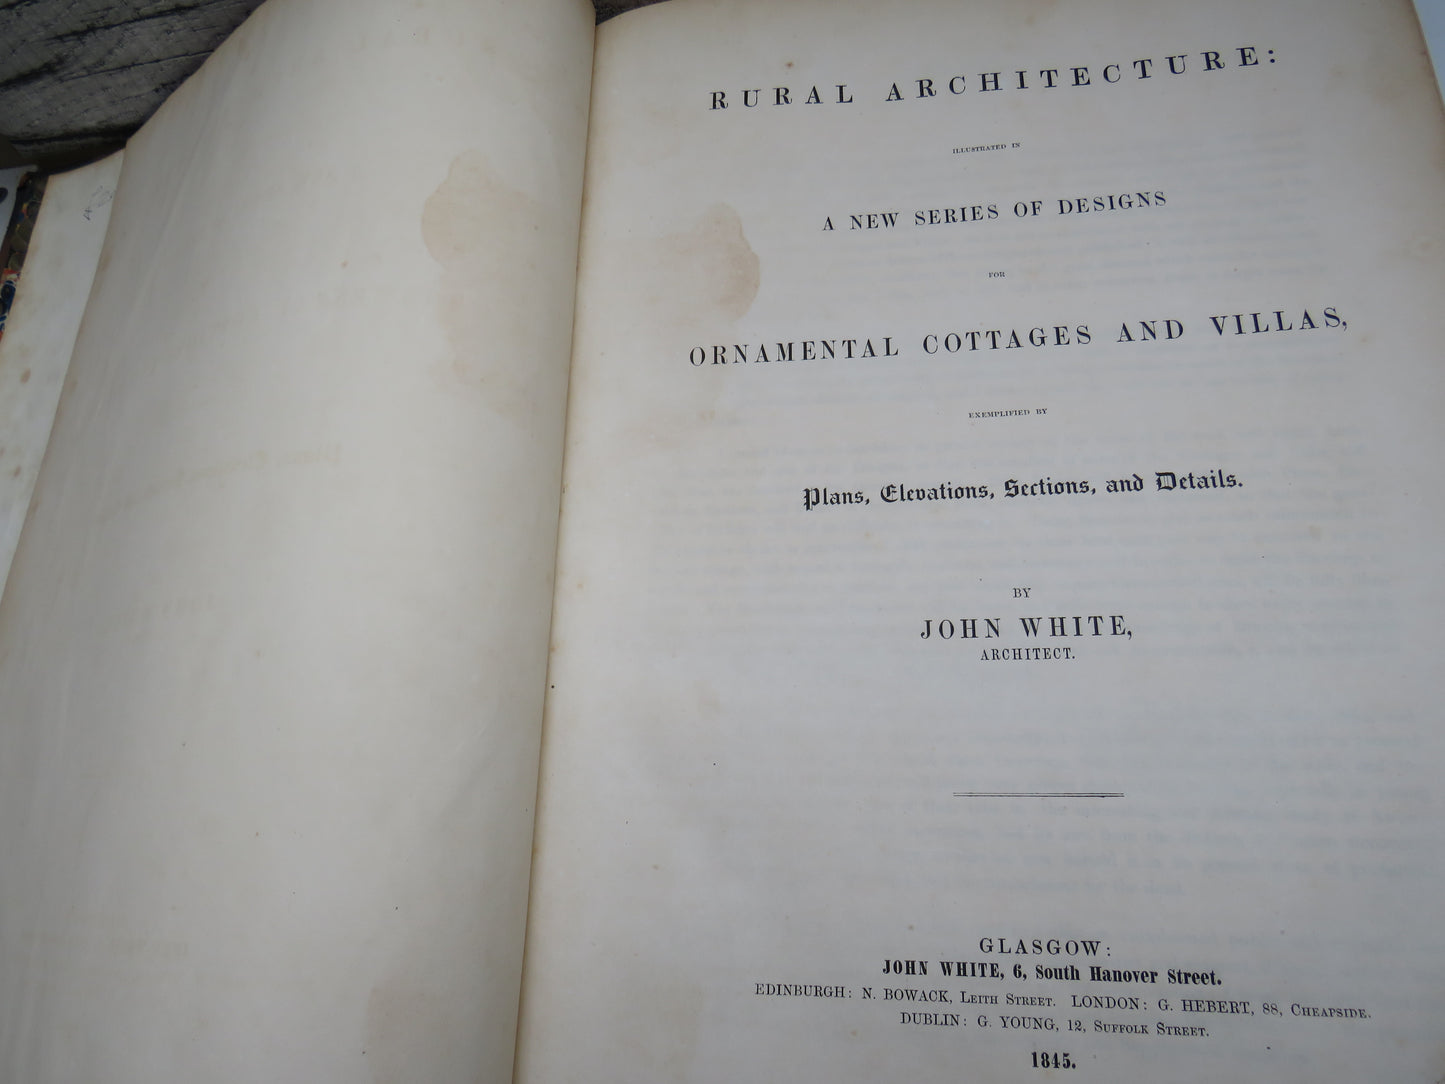 RURAL ARCHITECTURE:
ILLUSTRATED IN
A NEW SERIES OF DESIGNS
FOR
ORNAMENTAL COTTAGES AND VILLAS,
EXEMPLIFIED BY
Plans, Elevations, Sections, and Details.
BY
JOHN WHITE,
ARCHITECT.
GLASGOW:
JOHN WHITE, 6, South Hanover Street.
EDINBURGH: N. BOWACK, LEITH STREET. LONDON: G. HEBERT, 88, CHEAPSIDE.
DUBLIN: G. YOUNG, 12, SUFFOLK STREET.
1845.